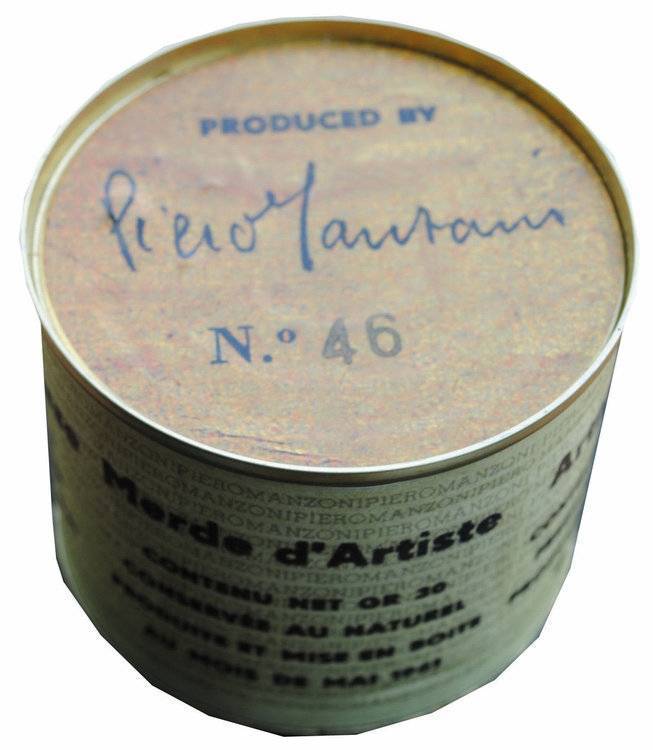 PRODUCED BY
Piero Manzoni
N.º 46
PIEROMANZONIPIEROMANZONIPIEROMANZONI
Merde d'Artiste
CONTENU NET GR 30
CONSERVÉE AU NATUREL
PRODUITE ET MISE EN BOITE
AU MOIS DE MAI 1961